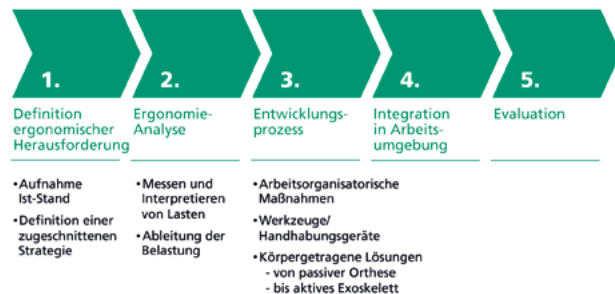 1.
2.
3.
4.
5.
Definition
ergonomischer
Herausforderung
Ergonomie-
Analyse
Entwicklungs-
prozess
Integration
in Arbeits-
umgebung
Evaluation
•Aufnahme
Ist-Stand
•Definition einer
zugeschnittenen
Strategie
•Messen und
Interpretieren
von Lasten
•Ableitung der
Belastung
•Arbeitsorganisatorische
Maßnahmen
•Werkzeuge/
Handhabungsgeräte
•Körpergetragene Lösungen
- von passiver Orthese
- bis aktives Exoskelett